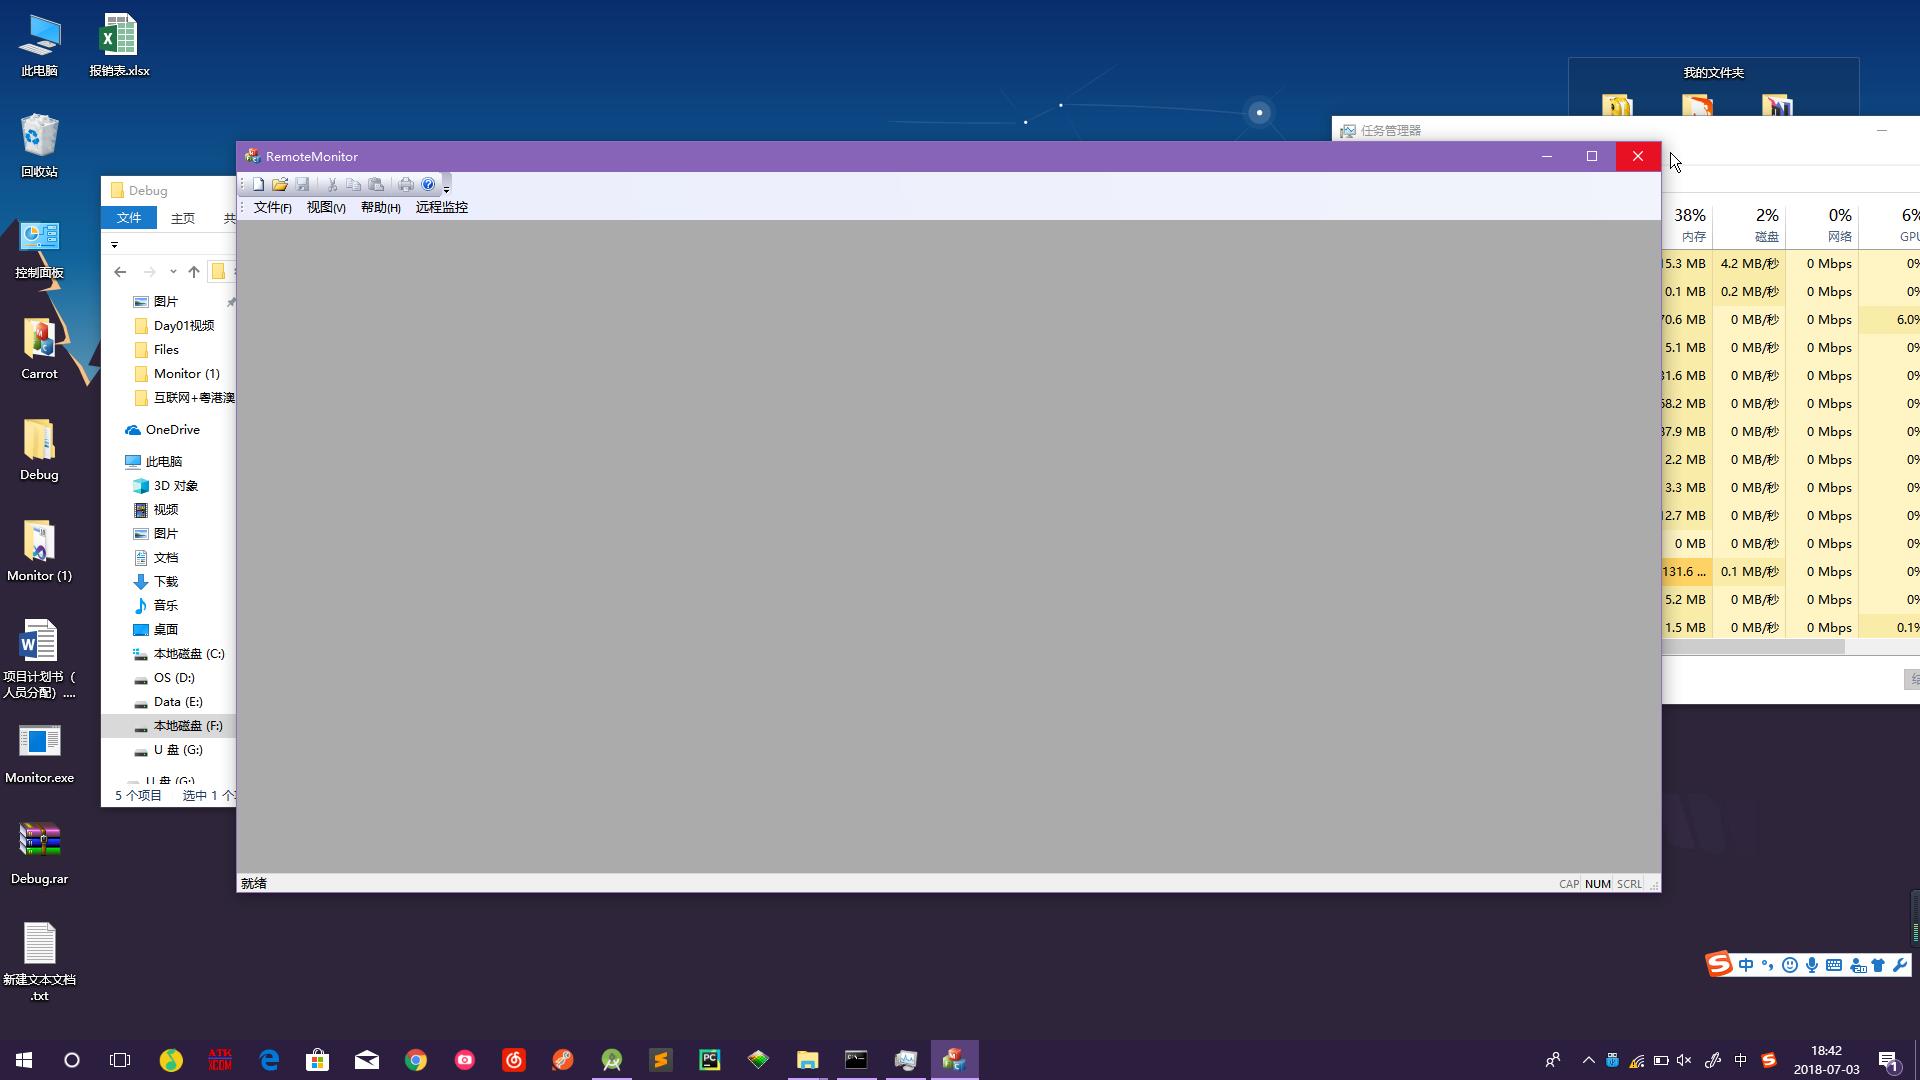 此电脑
报销表.xlsx
回收站
控制面板
Carrot
Debug
Monitor (1)
项目计划书（
人员分配）....
Monitor.exe
Debug.rar
新建文本文档
.txt
我的文件夹
任务管理器
Debug
文件 主页 共
图片
Day01视频
Files
Monitor (1)
互联网+粤港澳
OneDrive
此电脑
3D 对象
视频
图片
文档
下载
音乐
桌面
本地磁盘 (C:)
OS (D:)
Data (E:)
本地磁盘 (F:)
U 盘 (G:)
U 盘 (G:)
5 个项目 选中 1 个
RemoteMonitor
文件(F) 视图(V) 帮助(H) 远程监控
就绪
CAP NUM SCRL
38% 2% 0% 6%
内存 磁盘 网络 GPU
5.3 MB 4.2 MB/秒 0 Mbps 0%
0.1 MB 0.2 MB/秒 0 Mbps 0%
70.6 MB 0 MB/秒 0 Mbps 6.0%
5.1 MB 0 MB/秒 0 Mbps 0%
31.6 MB 0 MB/秒 0 Mbps 0%
58.2 MB 0 MB/秒 0 Mbps 0%
37.9 MB 0 MB/秒 0 Mbps 0%
2.2 MB 0 MB/秒 0 Mbps 0%
3.3 MB 0 MB/秒 0 Mbps 0%
12.7 MB 0 MB/秒 0 Mbps 0%
0 MB 0 MB/秒 0 Mbps 0%
131.6 ... 0.1 MB/秒 0 Mbps 0%
5.2 MB 0 MB/秒 0 Mbps 0%
1.5 MB 0 MB/秒 0 Mbps 0.1%
中
ATK
XCOM
PC
中
18:42
2018-07-03
1